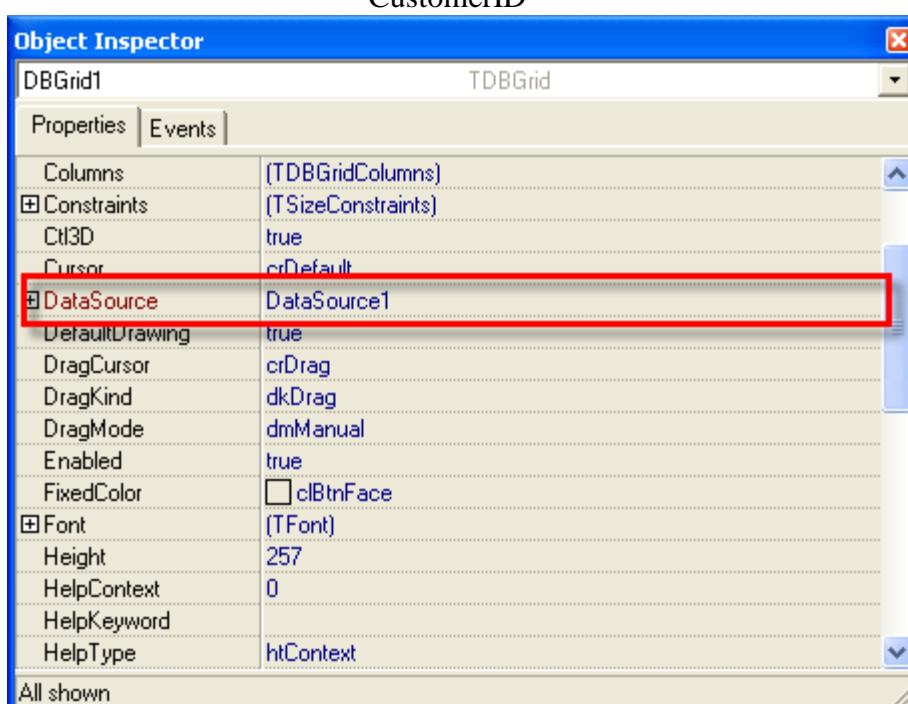 CustomerID
Object Inspector
DBGrid1 TDBGrid
Properties Events
Columns (TDBGridColumns)
Constraints (TSizeConstraints)
Ctl3D true
Cursor crDefault
DataSource DataSource1
DefaultDrawing true
DragCursor crDrag
DragKind dkDrag
DragMode dmManual
Enabled true
FixedColor clBtnFace
Font (TFont)
Height 257
HelpContext 0
HelpKeyword
HelpType htContext
All shown